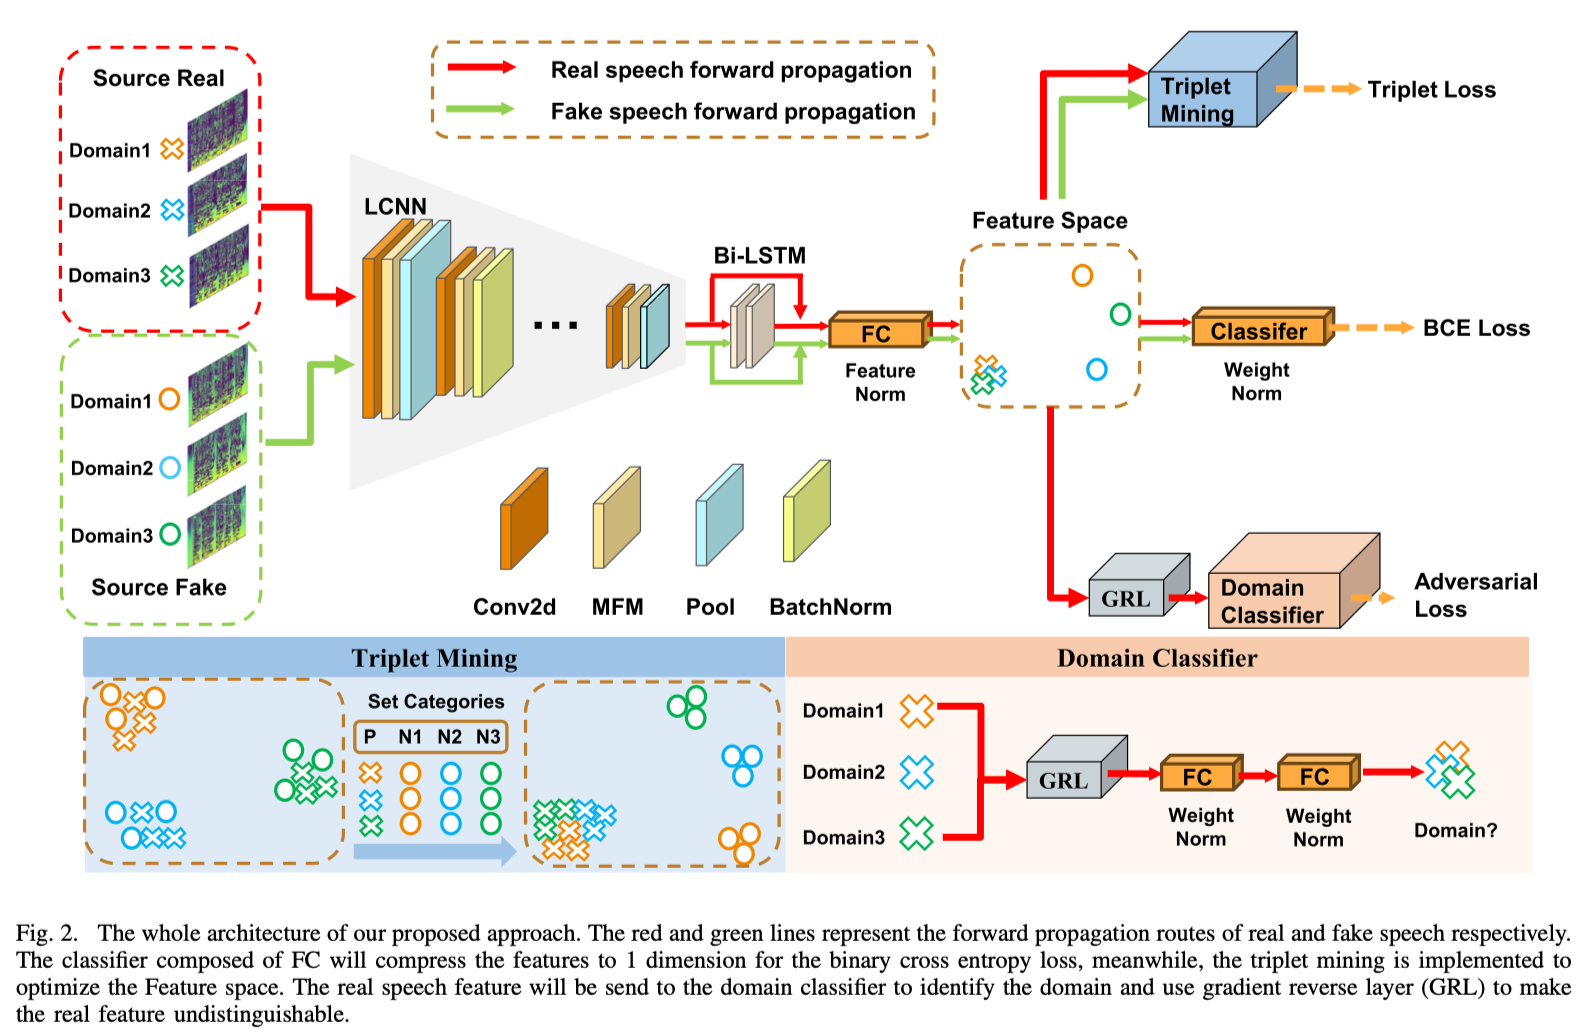 Source Real
Domain1
Domain2
Domain3
Domain1
Domain2
Domain3
Source Fake
Real speech forward propagation
Fake speech forward propagation
LCNN
...
Bi-LSTM
FC
Feature
Norm
Feature Space
Triplet
Mining
Triplet Loss
Classifer
Weight
Norm
BCE Loss
GRL
Domain
Classifier
Adversarial
Loss
Conv2d
MFM
Pool
BatchNorm
Triplet Mining
Set Categories
P N1 N2 N3
Domain Classifier
Domain1
Domain2
Domain3
GRL
FC
Weight
Norm
FC
Weight
Norm
Domain?
Fig. 2. The whole architecture of our proposed approach. The red and green lines represent the forward propagation routes of real and fake speech respectively.
The classifier composed of FC will compress the features to 1 dimension for the binary cross entropy loss, meanwhile, the triplet mining is implemented to
optimize the Feature space. The real speech feature will be send to the domain classifier to identify the domain and use gradient reverse layer (GRL) to make
the real feature undistinguishable.